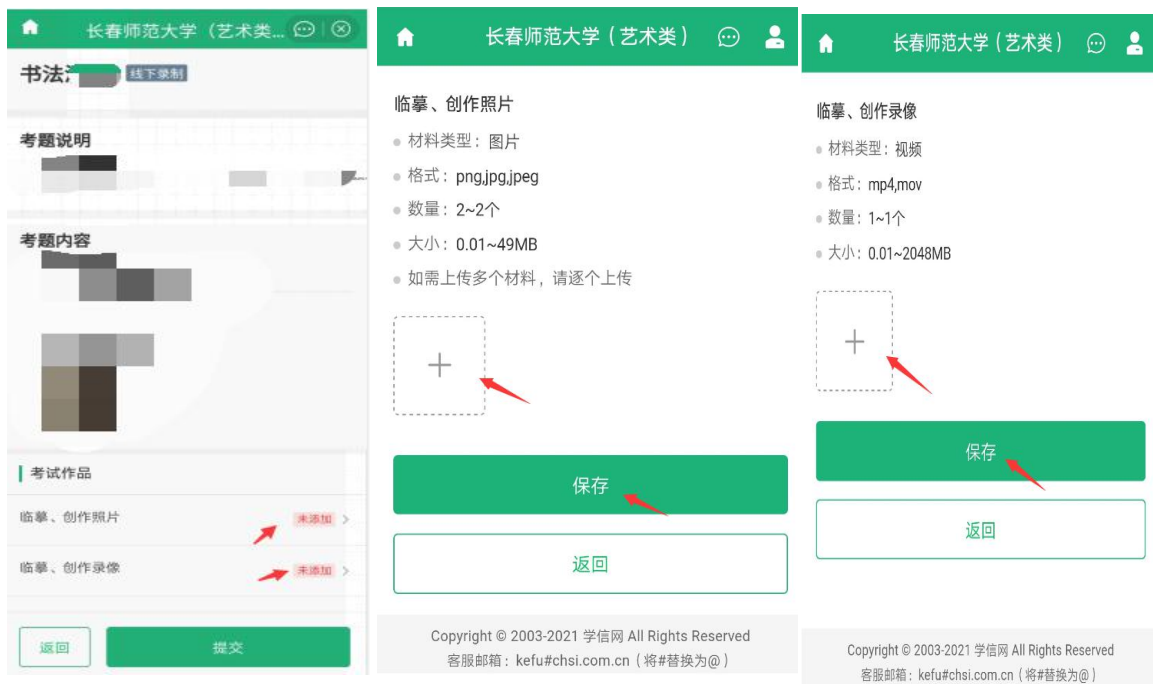 长春师范大学（艺术类...
书法
线下录制
考题说明
考题内容
考试作品
临摹、创作照片
未添加
临摹、创作录像
未添加
返回
提交
长春师范大学（艺术类）
临摹、创作照片
材料类型：图片
格式：png,jpg,jpeg
数量：2~2个
大小：0.01~49MB
如需上传多个材料，请逐个上传
保存
返回
Copyright © 2003-2021 学信网 All Rights Reserved
客服邮箱：kefu#chsi.com.cn（将#替换为@）
长春师范大学（艺术类）
临摹、创作录像
材料类型：视频
格式：mp4,mov
数量：1~1个
大小：0.01~2048MB
保存
返回
Copyright © 2003-2021 学信网 All Rights Reserved
客服邮箱：kefu#chsi.com.cn（将#替换为@）